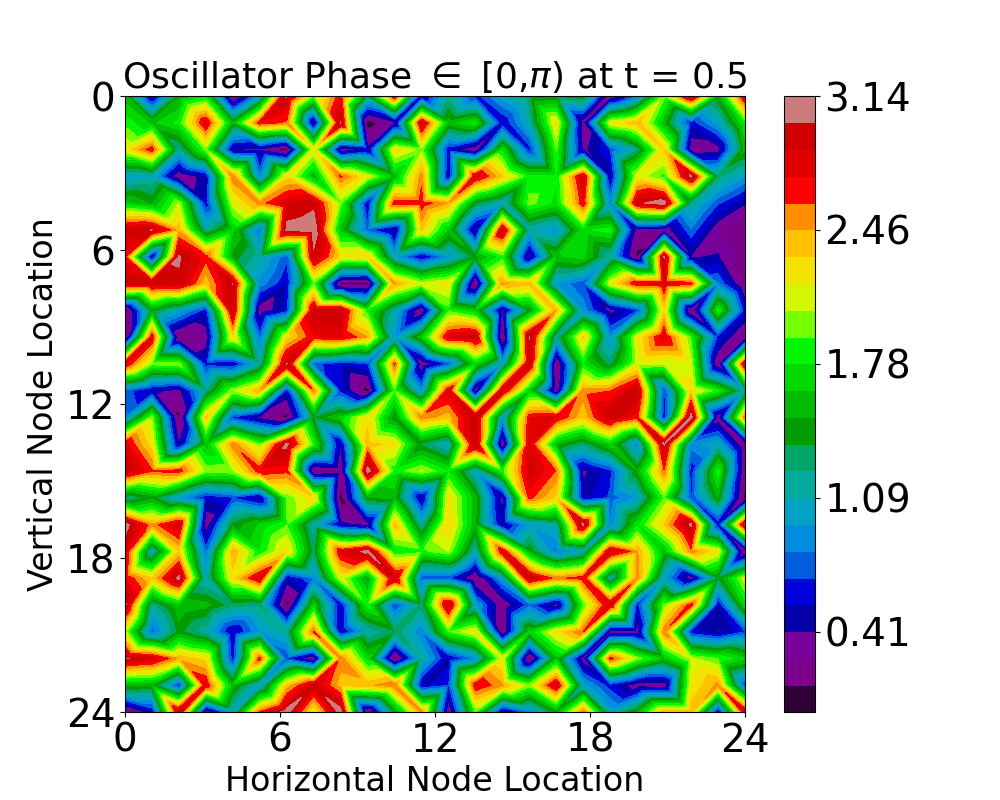 Oscillator Phase ∈ [0,π) at t = 0.5
0
6
12
18
24
Vertical Node Location
0 6 12 18 24
Horizontal Node Location
3.14
2.46
1.78
1.09
0.41